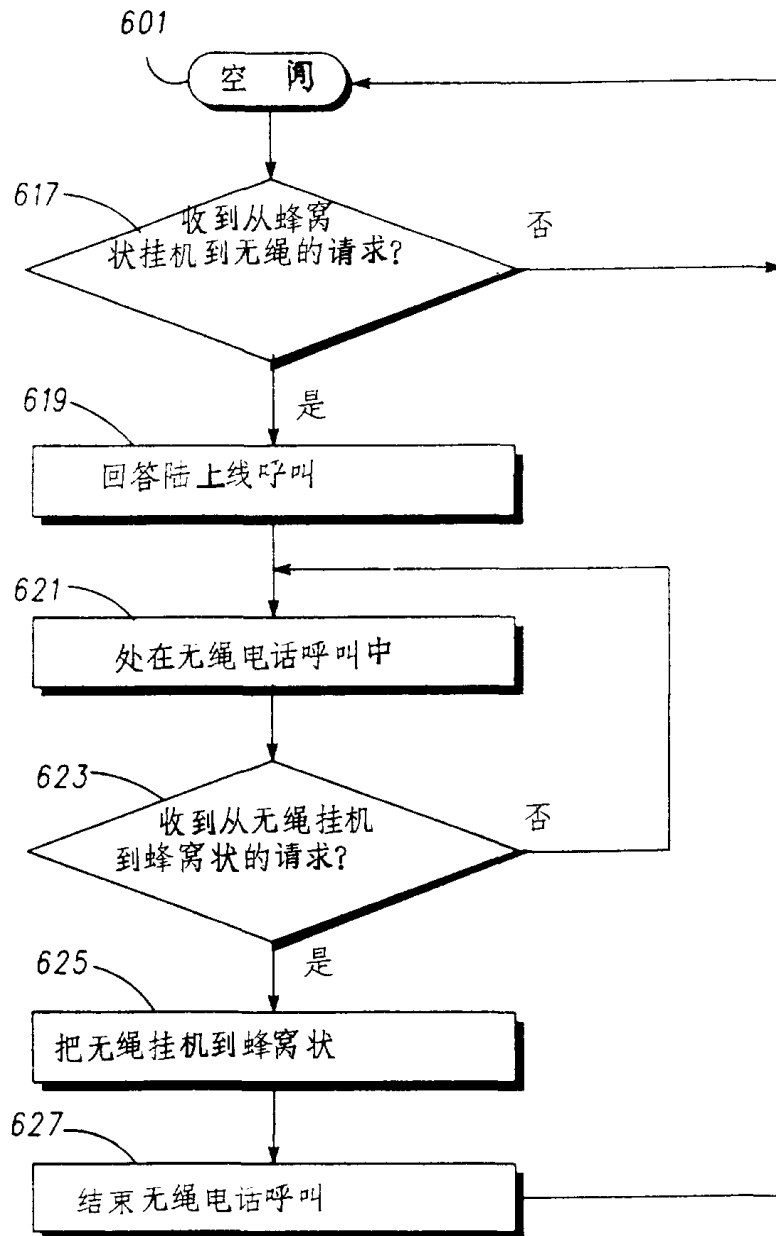 601
空 闲
617
收到从蜂窝
状挂机到无绳的请求?
否
是
619
回答陆上线呼叫
621
处在无绳电话呼叫中
623
收到从无绳挂机
到蜂窝状的请求?
否
是
625
把无绳挂机到蜂窝状
627
结束无绳电话呼叫